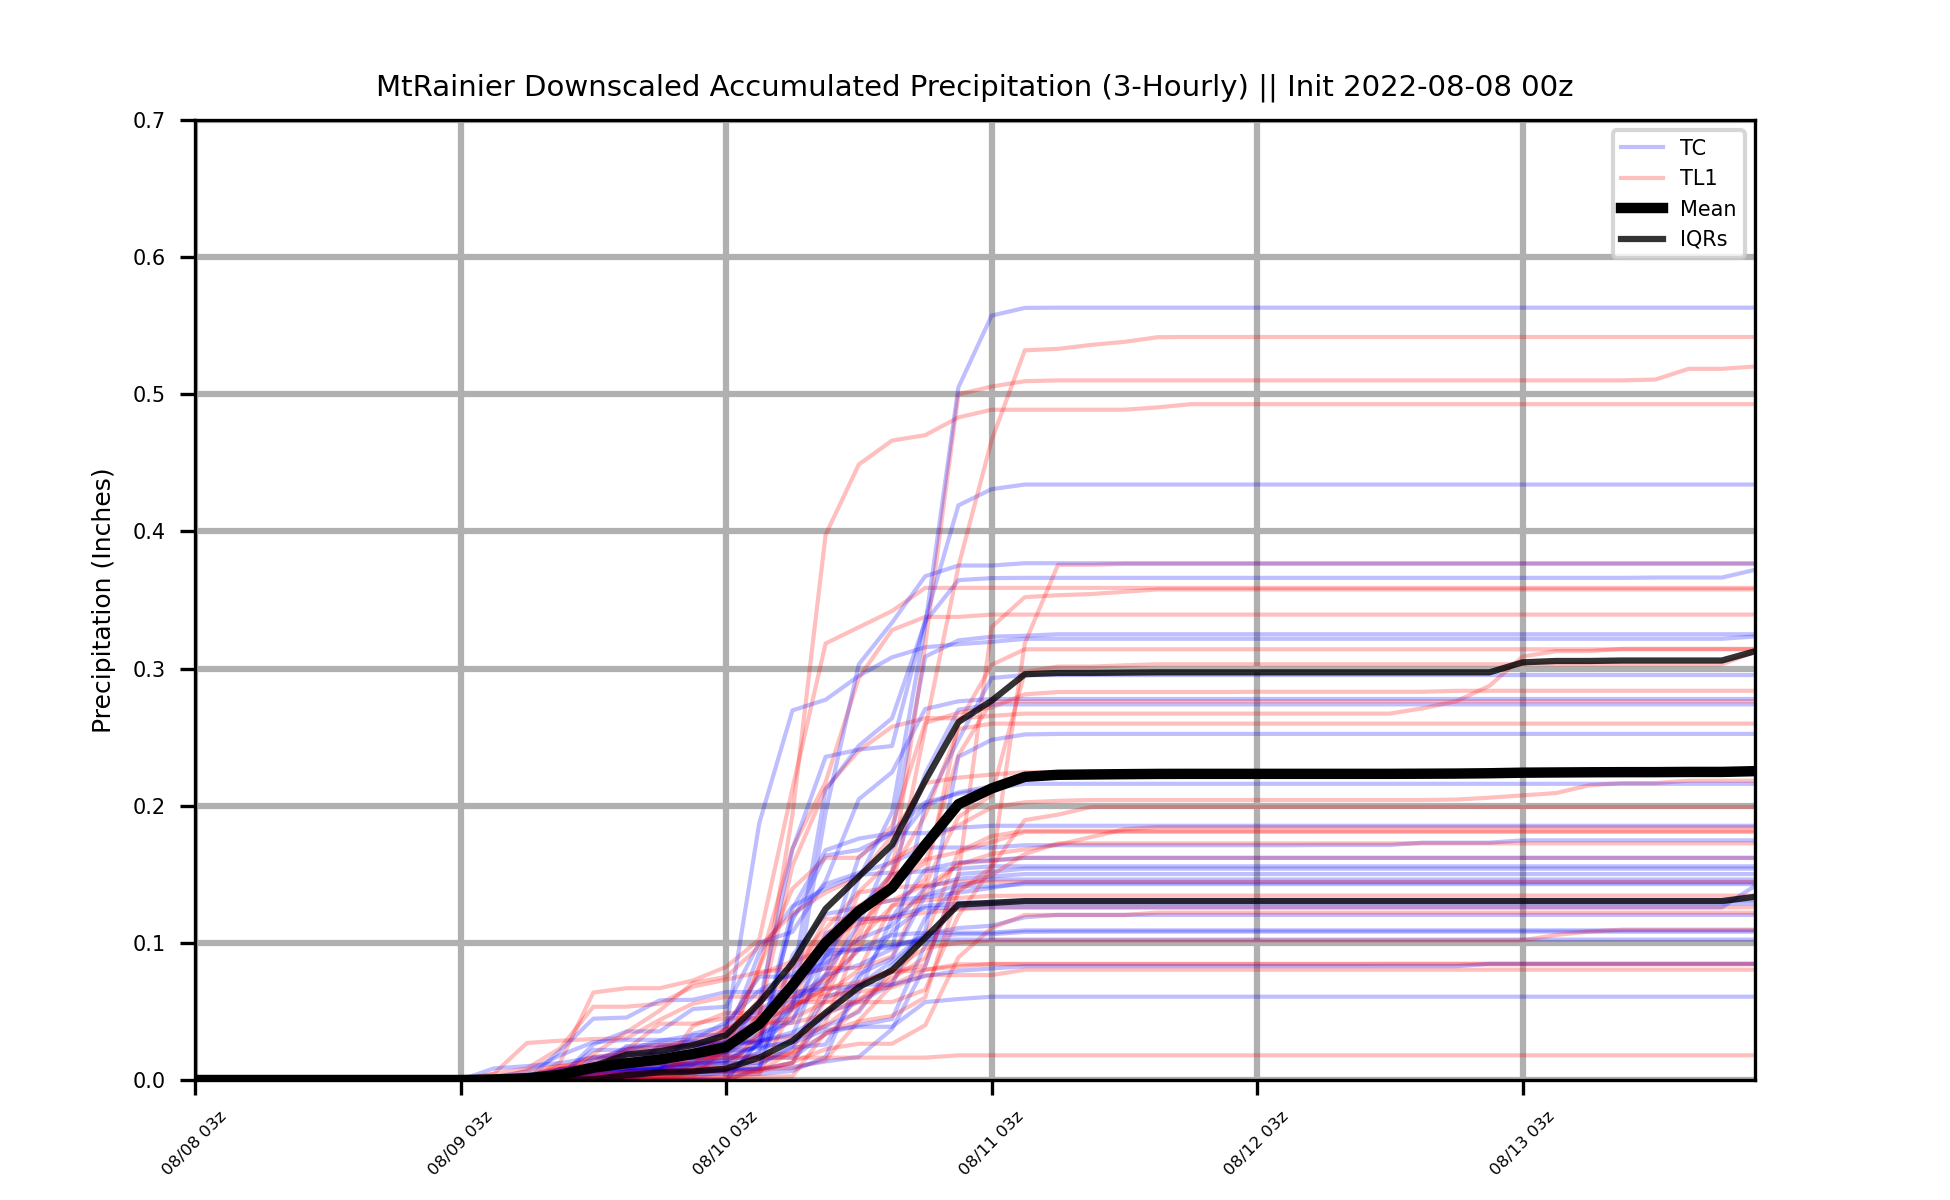 MtRainier Downscaled Accumulated Precipitation (3-Hourly) || Init 2022-08-08 00z
TC
TL1
Mean
IQRs
Precipitation (Inches)
0.7
0.6
0.5
0.4
0.3
0.2
0.1
0.0
08/08 03z
08/09 03z
08/10 03z
08/11 03z
08/12 03z
08/13 03z